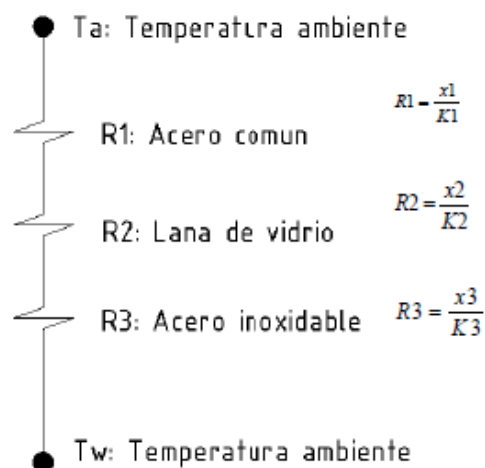 Ta: Temperatura ambiente
R1: Acero comun
R1 = x1/K1
R2: Lana de vidrio
R2 = x2/K2
R3: Acero inoxidable
R3 = x3/K3
Tw: Temperatura ambiente